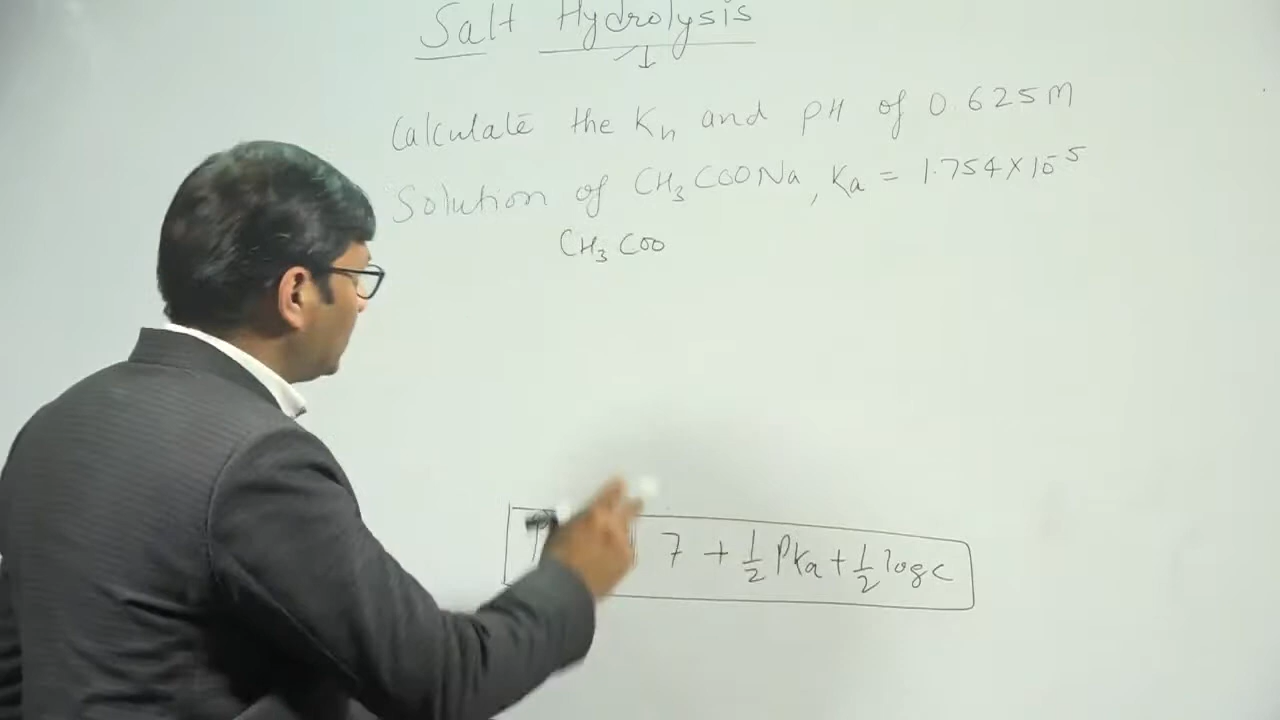 Salt Hydrolysis
Calculate the Kh and pH of 0.625M
Solution of CH₃COONa, Ka = 1.754×10⁻⁵
CH₃COO
7 + 1/2 PKa + 1/2 log c